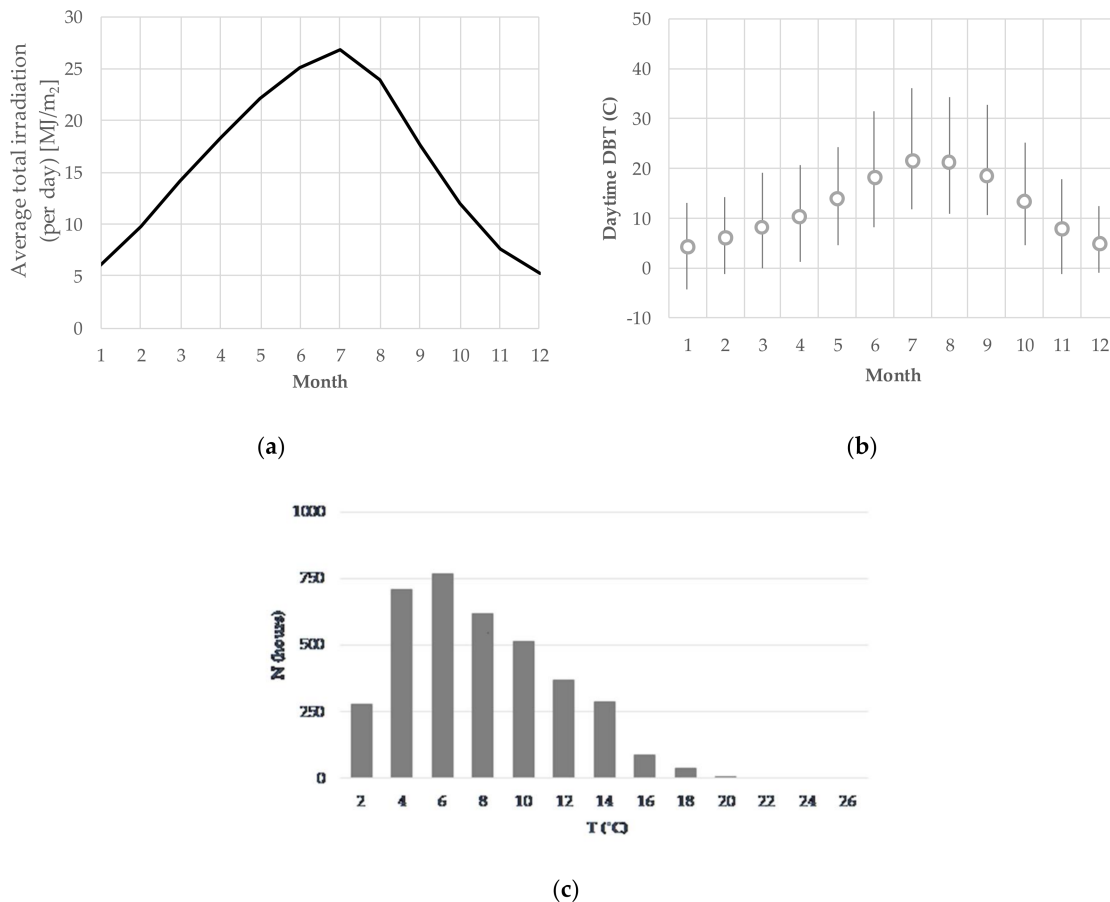 30
25
20
15
10
5
0
Average total irradiation
(per day) [MJ/m2]
1 2 3 4 5 6 7 8 9 10 11 12
Month
(a)
50
40
30
20
10
0
-10
Daytime DBT (C)
1 2 3 4 5 6 7 8 9 10 11 12
Month
(b)
1000
750
500
250
0
N (hours)
2 4 6 8 10 12 14 16 18 20 22 24 26
T (°C)
(c)